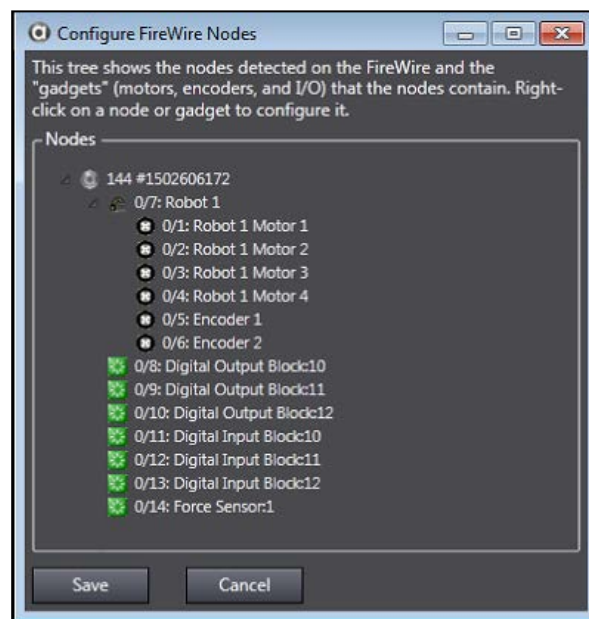 Configure FireWire Nodes
This tree shows the nodes detected on the FireWire and the
"gadgets" (motors, encoders, and I/O) that the nodes contain. Right-
click on a node or gadget to configure it.
Nodes
144 #1502606172
0/7: Robot 1
0/1: Robot 1 Motor 1
0/2: Robot 1 Motor 2
0/3: Robot 1 Motor 3
0/4: Robot 1 Motor 4
0/5: Encoder 1
0/6: Encoder 2
0/8: Digital Output Block:10
0/9: Digital Output Block:11
0/10: Digital Output Block:12
0/11: Digital Input Block:10
0/12: Digital Input Block:11
0/13: Digital Input Block:12
0/14: Force Sensor:1
Save Cancel